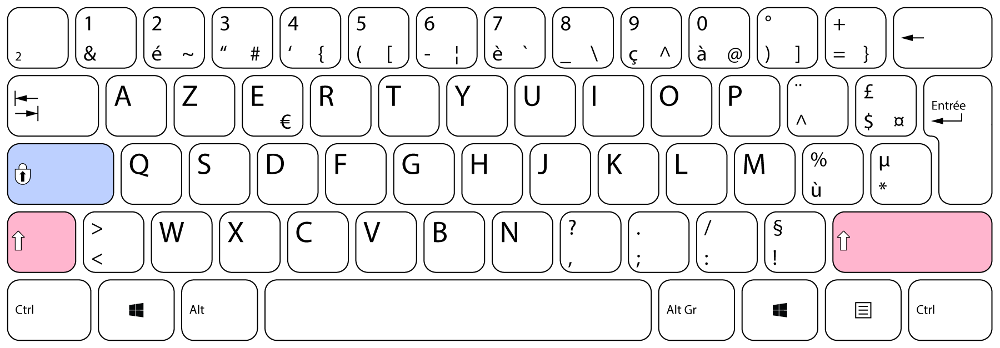 1 2 3 4 5 6 7 8 9 0 ° +
2 & é ~ “ # ‘ { ( [ - ¦ è ` _ \ ç ^ à @ ) ] = }
A Z E R T Y U I O P ¨ £
Entrée
€ ^ $ ¤
Q S D F G H J K L M % µ
ù *
> W X C V B N ? . / §
< , ; : !
Ctrl Alt Alt Gr Ctrl